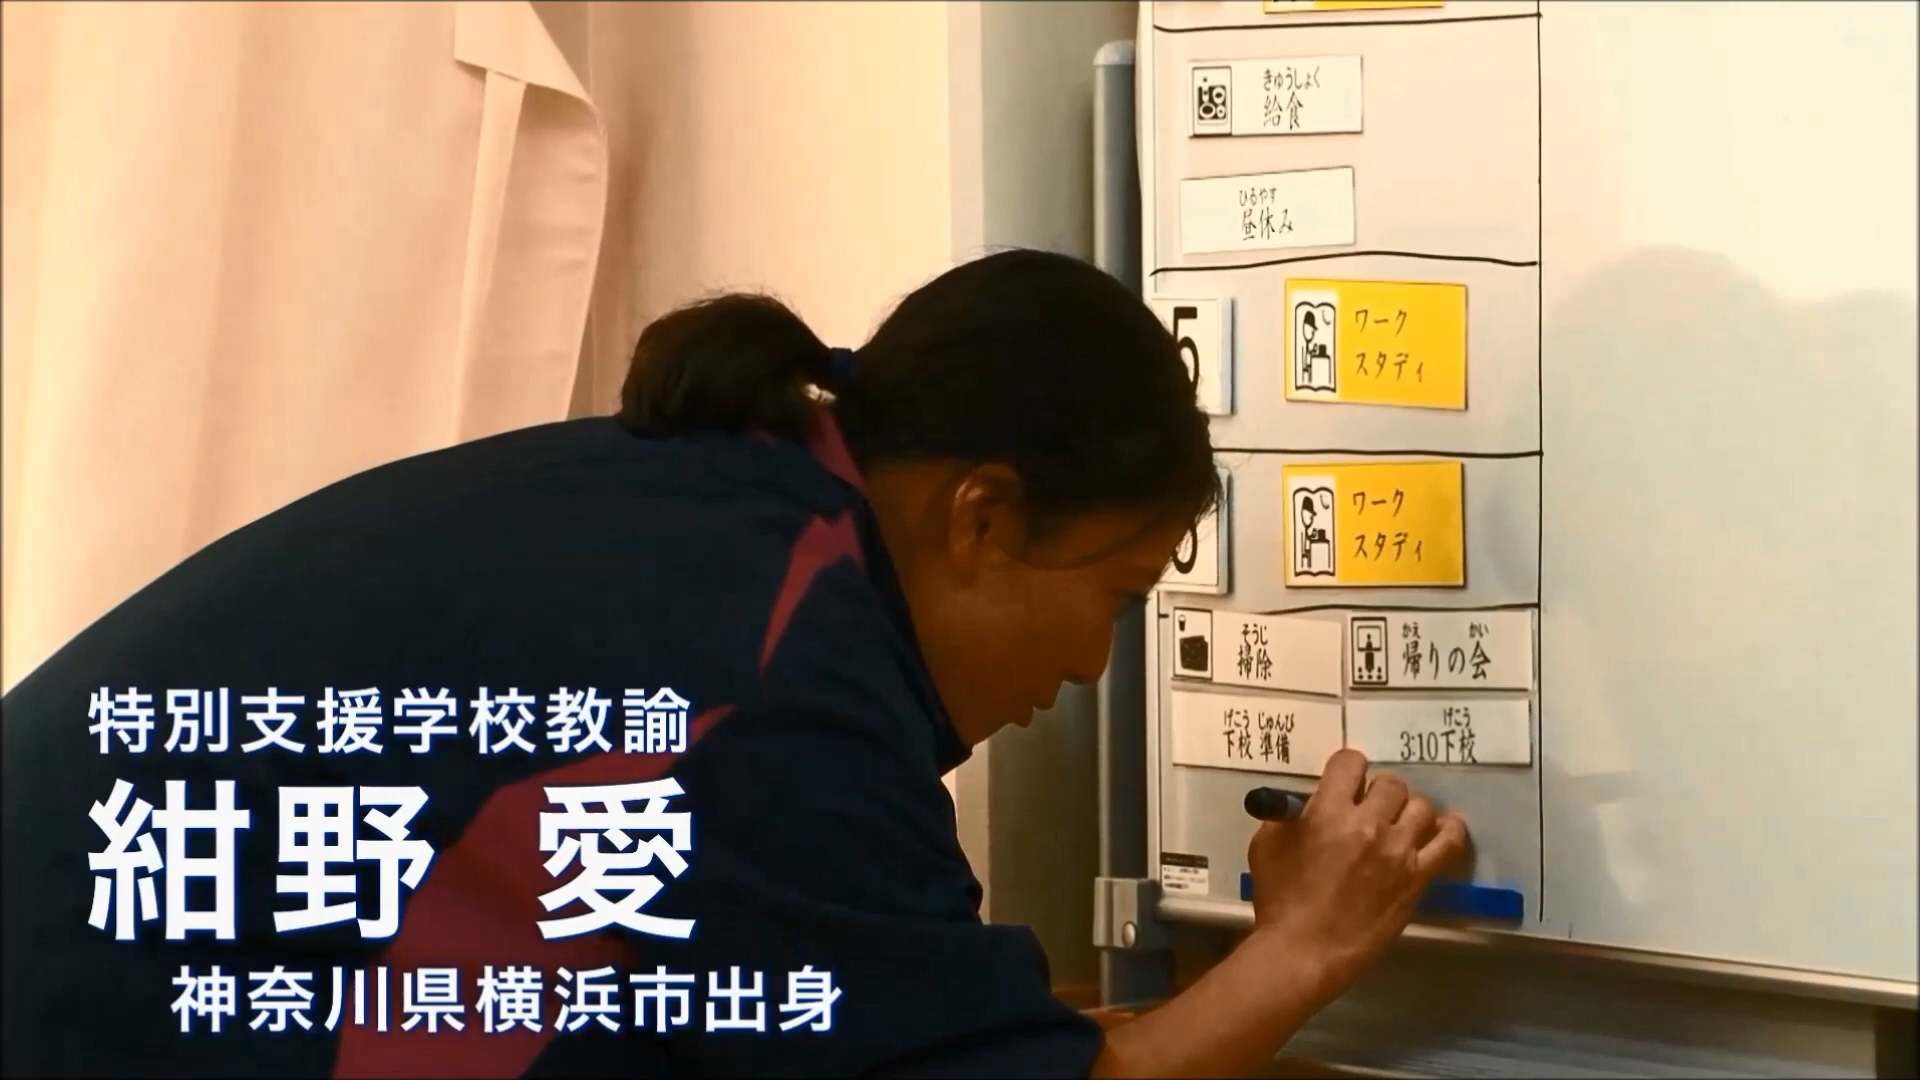 きゅうしょく
給食
ひるやす
昼休み
5
ワーク
スタディ
6
ワーク
スタディ
そうじ
掃除
かえ かい
帰りの会
げこう じゅんび
下校 準備
げこう
3:10下校
特別支援学校教諭
紺野 愛
神奈川県横浜市出身